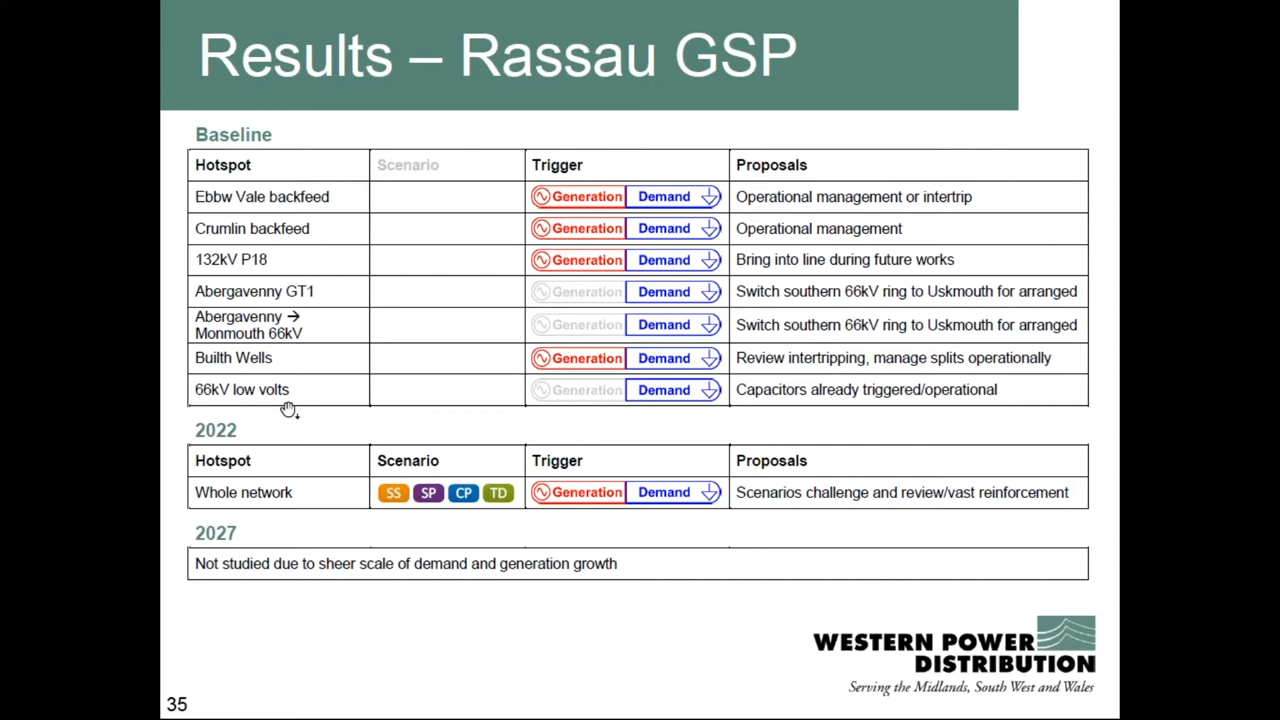 Results – Rassau GSP
Baseline
Hotspot Scenario Trigger Proposals
Ebbw Vale backfeed Generation Demand Operational management or intertrip
Crumlin backfeed Generation Demand Operational management
132kV P18 Generation Demand Bring into line during future works
Abergavenny GT1 Generation Demand Switch southern 66kV ring to Uskmouth for arranged
Abergavenny →
Monmouth 66kV Generation Demand Switch southern 66kV ring to Uskmouth for arranged
Builth Wells Generation Demand Review intertripping, manage splits operationally
66kV low volts Generation Demand Capacitors already triggered/operational
2022
Hotspot Scenario Trigger Proposals
Whole network SS SP CP TD Generation Demand Scenarios challenge and review/vast reinforcement
2027
Not studied due to sheer scale of demand and generation growth
WESTERN POWER
DISTRIBUTION
Serving the Midlands, South West and Wales
35